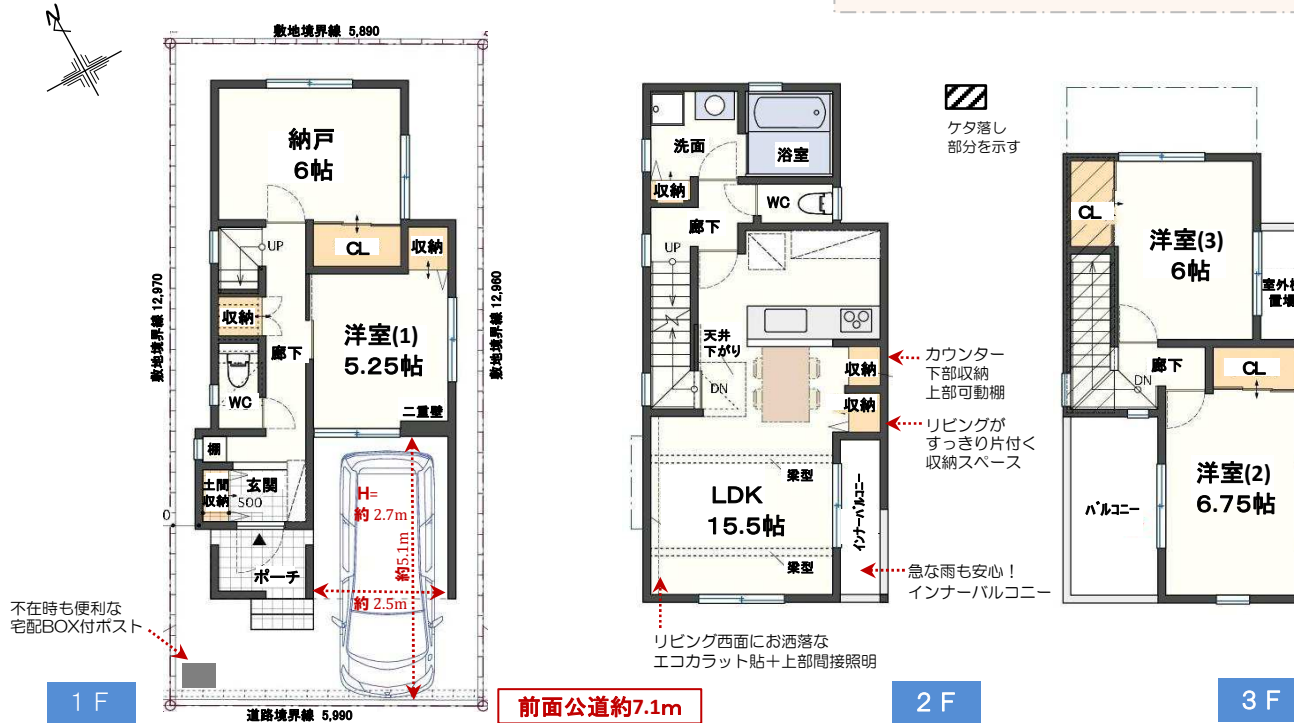 N
敷地境界線 5,890
納戸
6帖
CL
収納
UP
収納
廊下
洋室(1)
5.25帖
WC
二重壁
棚
土間
収納
玄関
500
H=
約 2.7m
約5.1m
約 2.5m
ポーチ
敷地境界線 12,970
敷地境界線 12,960
0
不在時も便利な
宅配BOX付ポスト
1F
道路境界線 5,990
前面公道約7.1m
洗面
浴室
収納
WC
廊下
UP
天井
下がり
DN
収納
収納
カウンター
下部収納
上部可動棚
リビングが
すっきり片付く
収納スペース
梁型
LDK
15.5帖
梁型
インナーバルコニー
急な雨も安心!
インナーバルコニー
リビング西面にお洒落な
エコカラット貼+上部間接照明
2F
ケタ落し
部分を示す
CL
洋室(3)
6帖
室外機
置場
廊下
DN
CL
洋室(2)
6.75帖
バルコニー
3F